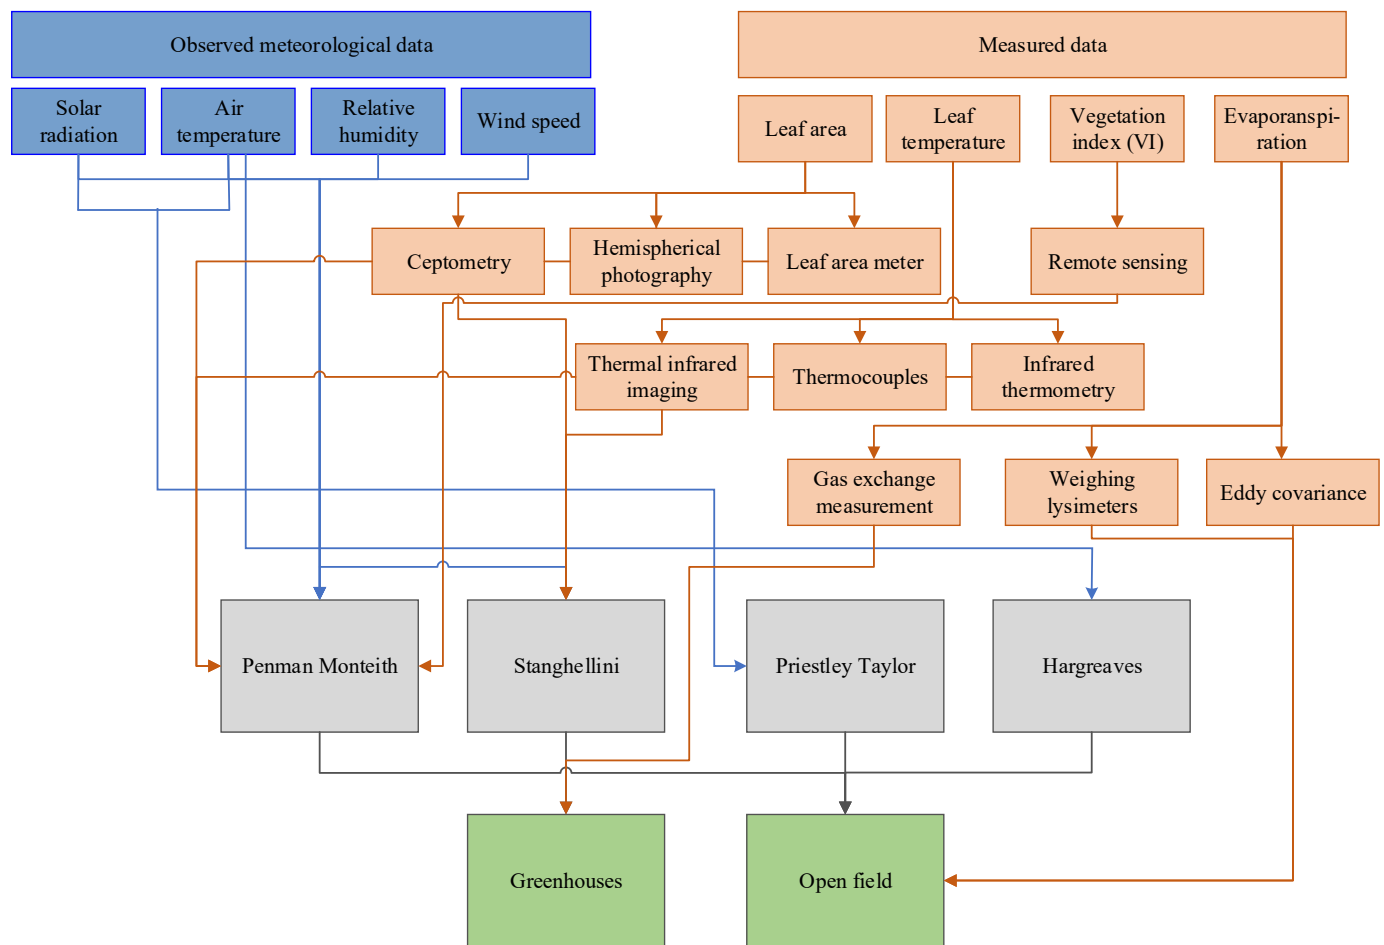 Observed meteorological data
Measured data
Solar
radiation
Air
temperature
Relative
humidity
Wind speed
Leaf area
Leaf
temperature
Vegetation
index (VI)
Evaporanspi-
ration
Ceptometry
Hemispherical
photography
Leaf area meter
Remote sensing
Thermal infrared
imaging
Thermocouples
Infrared
thermometry
Gas exchange
measurement
Weighing
lysimeters
Eddy covariance
Penman Monteith
Stanghellini
Priestley Taylor
Hargreaves
Greenhouses
Open field